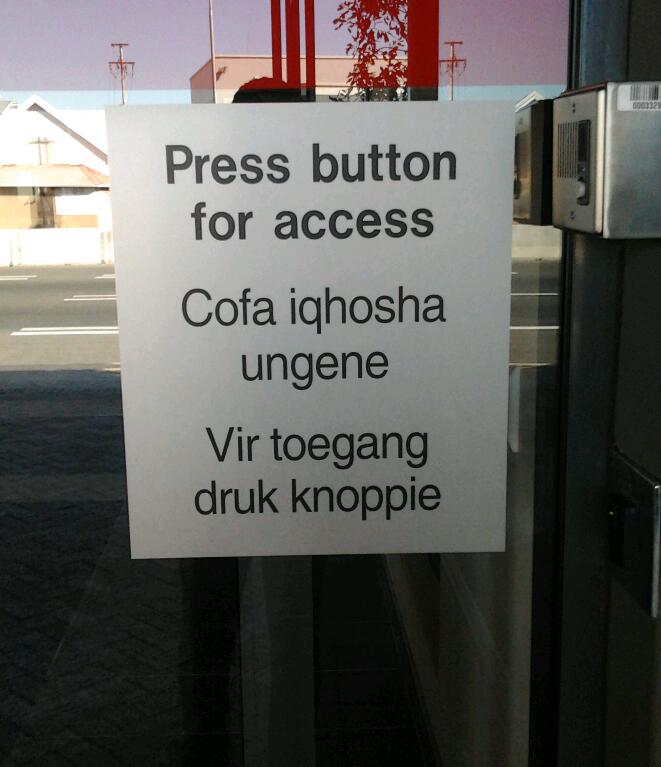 Press button
for access
Cofa iqhosha
ungene
Vir toegang
druk knoppie